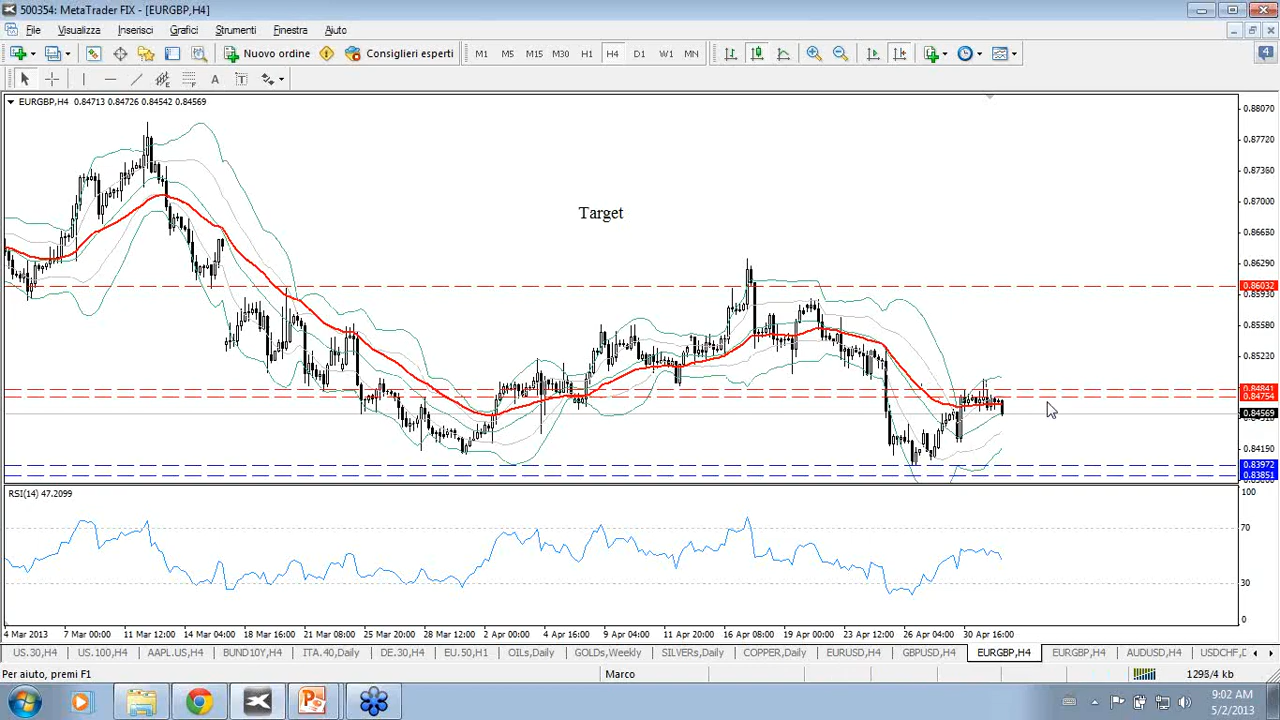 500354: MetaTrader FIX - [EURGBP,H4]
File Visualizza Inserisci Grafici Strumenti Finestra Aiuto
Nuovo ordine Consiglieri esperti M1 M5 M15 M30 H1 H4 D1 W1 MN
4
A T
EURGBP,H4 0.84713 0.84726 0.84542 0.84569
Target
0.88070
0.87720
0.87360
0.87000
0.86650
0.86290
0.86032
0.85930
0.85580
0.85220
0.84841
0.84754
0.84569
0.84150
0.83972
0.83851
RSI(14) 47.2099
100
70
30
0
4 Mar 2013 7 Mar 00:00 11 Mar 12:00 14 Mar 04:00 18 Mar 16:00 21 Mar 08:00 25 Mar 20:00 28 Mar 12:00 2 Apr 00:00 4 Apr 16:00 9 Apr 04:00 11 Apr 20:00 16 Apr 08:00 19 Apr 00:00 23 Apr 12:00 26 Apr 04:00 30 Apr 16:00
US.30,H4 US.100,H4 AAPL.US,H4 BUND10Y,H4 ITA.40,Daily DE.30,H4 EU.50,H1 OILs,Daily GOLDs,Weekly SILVERs,Daily COPPER,Daily EURUSD,H4 GBPUSD,H4 EURGBP,H4 EURGBP,H4 AUDUSD,H4 USDCHF,D
Per aiuto, premi F1 Marco 1295/4 kb
9:02 AM
5/2/2013